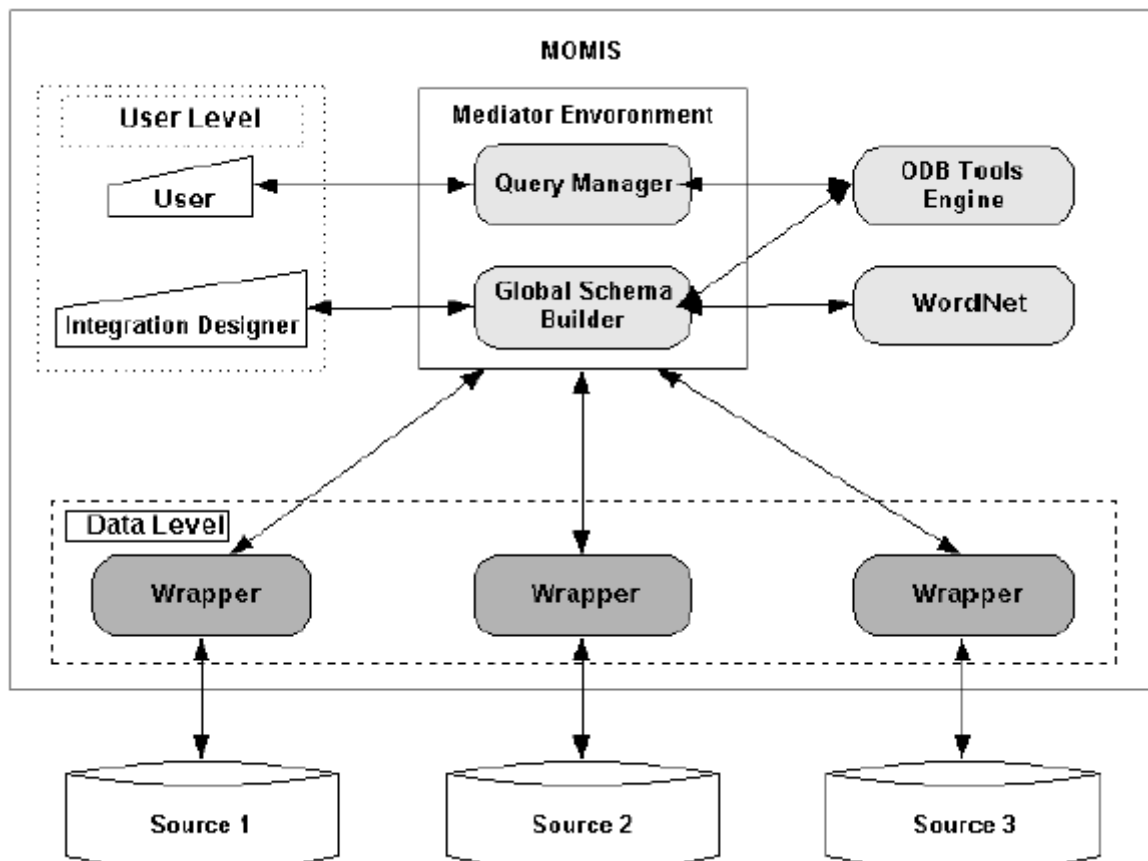 MOMIS
User Level
Mediator Envoronment
User
Query Manager
ODB Tools
Engine
Integration Designer
Global Schema
Builder
WordNet
Data Level
Wrapper
Wrapper
Wrapper
Source 1
Source 2
Source 3